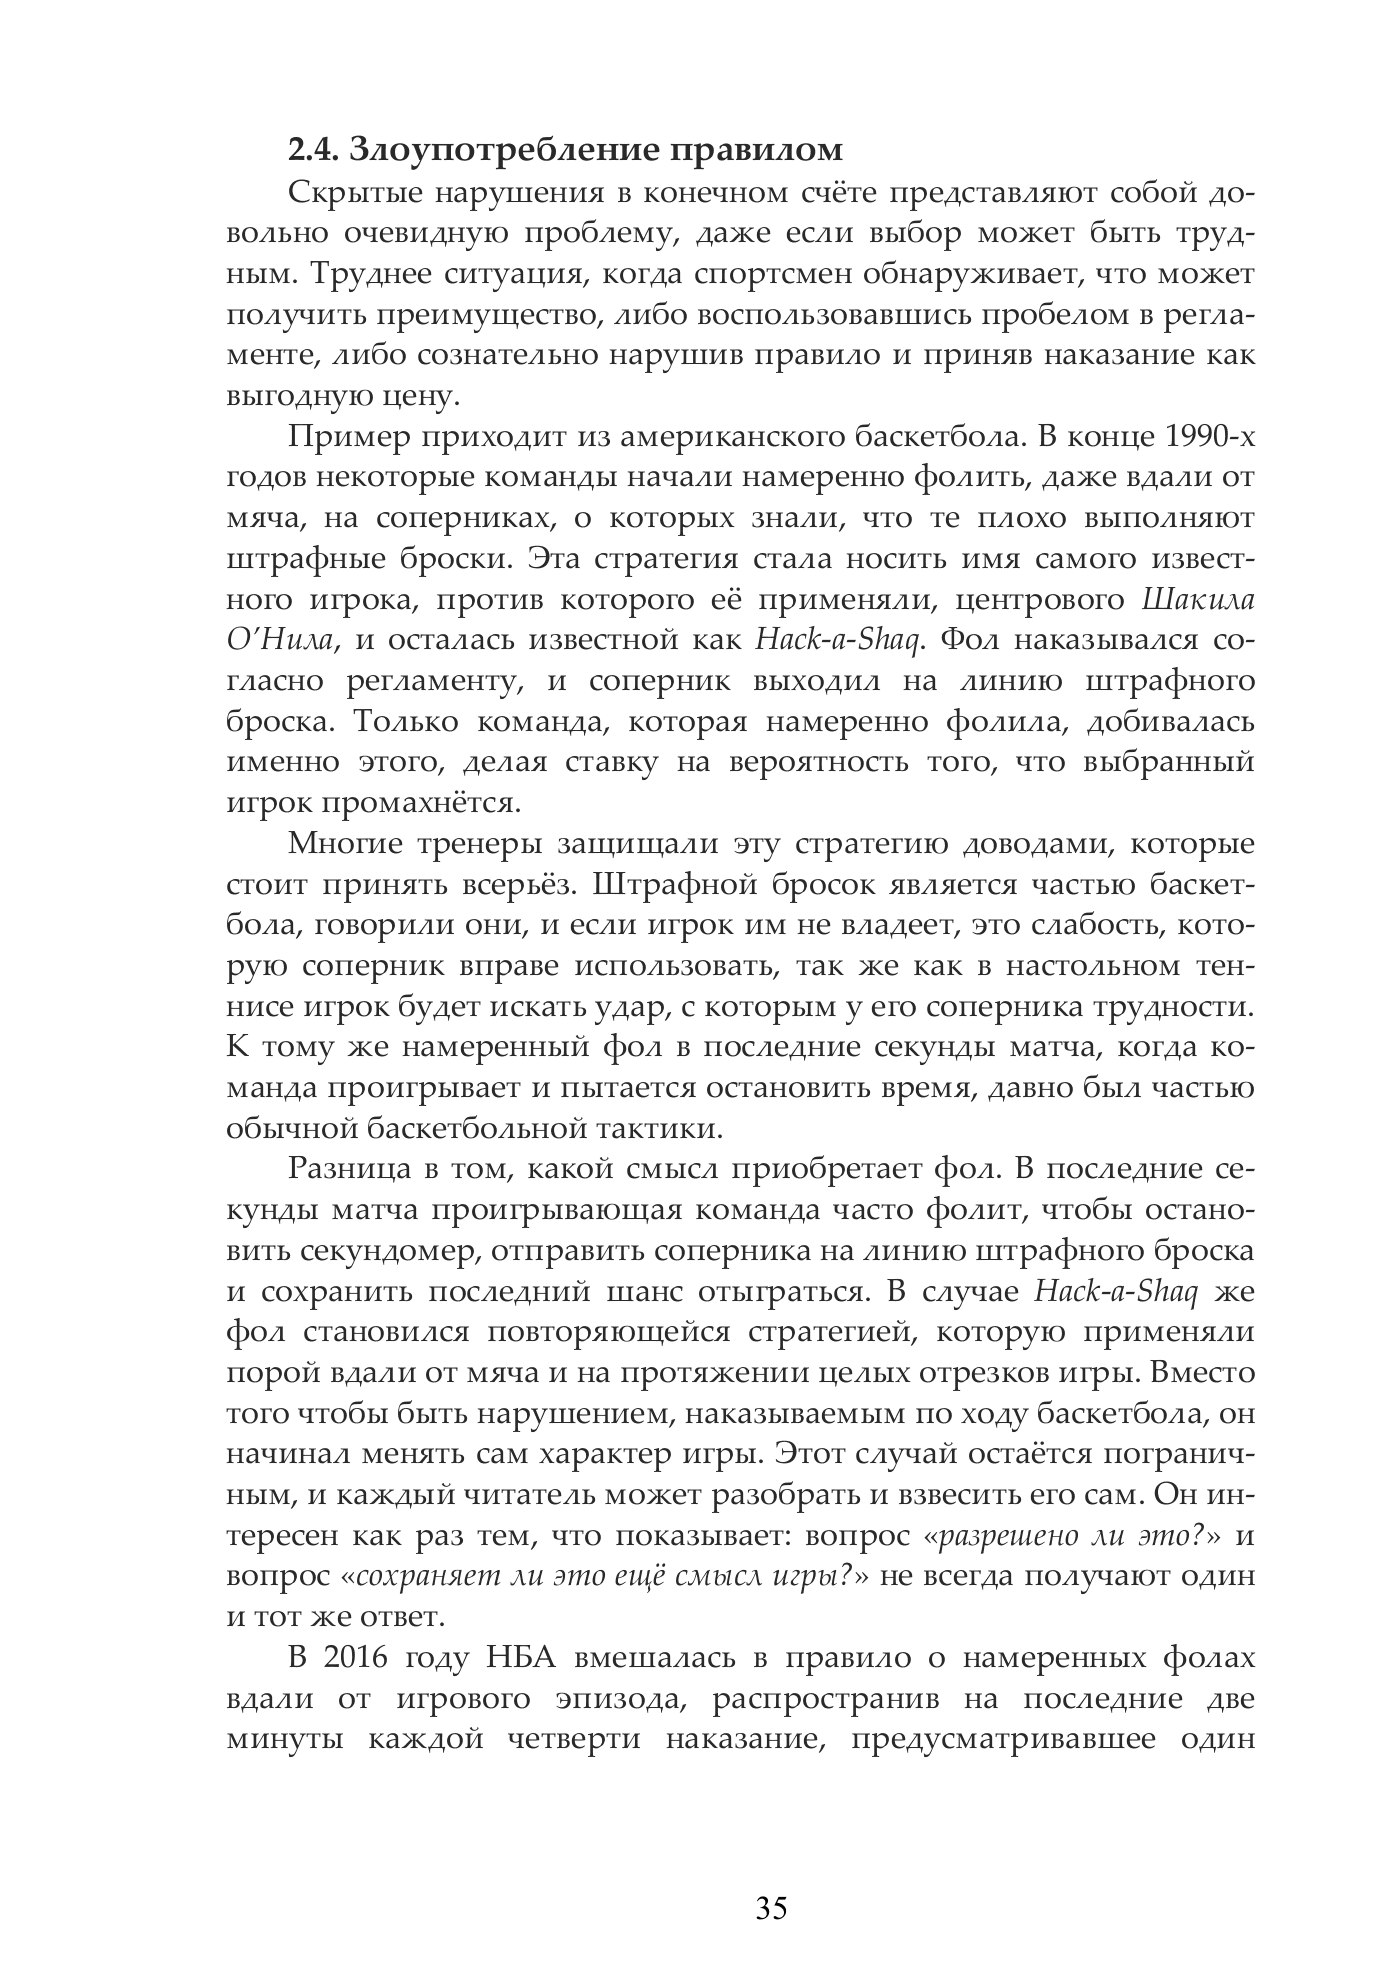 2.4. Злоупотребление правилом
Скрытые нарушения в конечном счёте представляют собой до-
вольно очевидную проблему, даже если выбор может быть труд-
ным. Труднее ситуация, когда спортсмен обнаруживает, что может
получить преимущество, либо воспользовавшись пробелом в регла-
менте, либо сознательно нарушив правило и приняв наказание как
выгодную цену.
Пример приходит из американского баскетбола. В конце 1990-х
годов некоторые команды начали намеренно фолить, даже вдали от
мяча, на соперниках, о которых знали, что те плохо выполняют
штрафные броски. Эта стратегия стала носить имя самого извест-
ного игрока, против которого её применяли, центрового Шакила
О’Нила, и осталась известной как Hack-a-Shaq. Фол наказывался со-
гласно регламенту, и соперник выходил на линию штрафного
броска. Только команда, которая намеренно фолила, добивалась
именно этого, делая ставку на вероятность того, что выбранный
игрок промахнётся.
Многие тренеры защищали эту стратегию доводами, которые
стоит принять всерьёз. Штрафной бросок является частью баскет-
бола, говорили они, и если игрок им не владеет, это слабость, кото-
рую соперник вправе использовать, так же как в настольном тен-
нисе игрок будет искать удар, с которым у его соперника трудности.
К тому же намеренный фол в последние секунды матча, когда ко-
манда проигрывает и пытается остановить время, давно был частью
обычной баскетбольной тактики.
Разница в том, какой смысл приобретает фол. В последние се-
кунды матча проигрывающая команда часто фолит, чтобы остано-
вить секундомер, отправить соперника на линию штрафного броска
и сохранить последний шанс отыграться. В случае Hack-a-Shaq же
фол становился повторяющейся стратегией, которую применяли
порой вдали от мяча и на протяжении целых отрезков игры. Вместо
того чтобы быть нарушением, наказываемым по ходу баскетбола, он
начинал менять сам характер игры. Этот случай остаётся погранич-
ным, и каждый читатель может разобрать и взвесить его сам. Он ин-
тересен как раз тем, что показывает: вопрос «разрешено ли это?» и
вопрос «сохраняет ли это ещё смысл игры?» не всегда получают один
и тот же ответ.
В 2016 году НБА вмешалась в правило о намеренных фолах
вдали от игрового эпизода, распространив на последние две
минуты каждой четверти наказание, предусматривавшее один
35